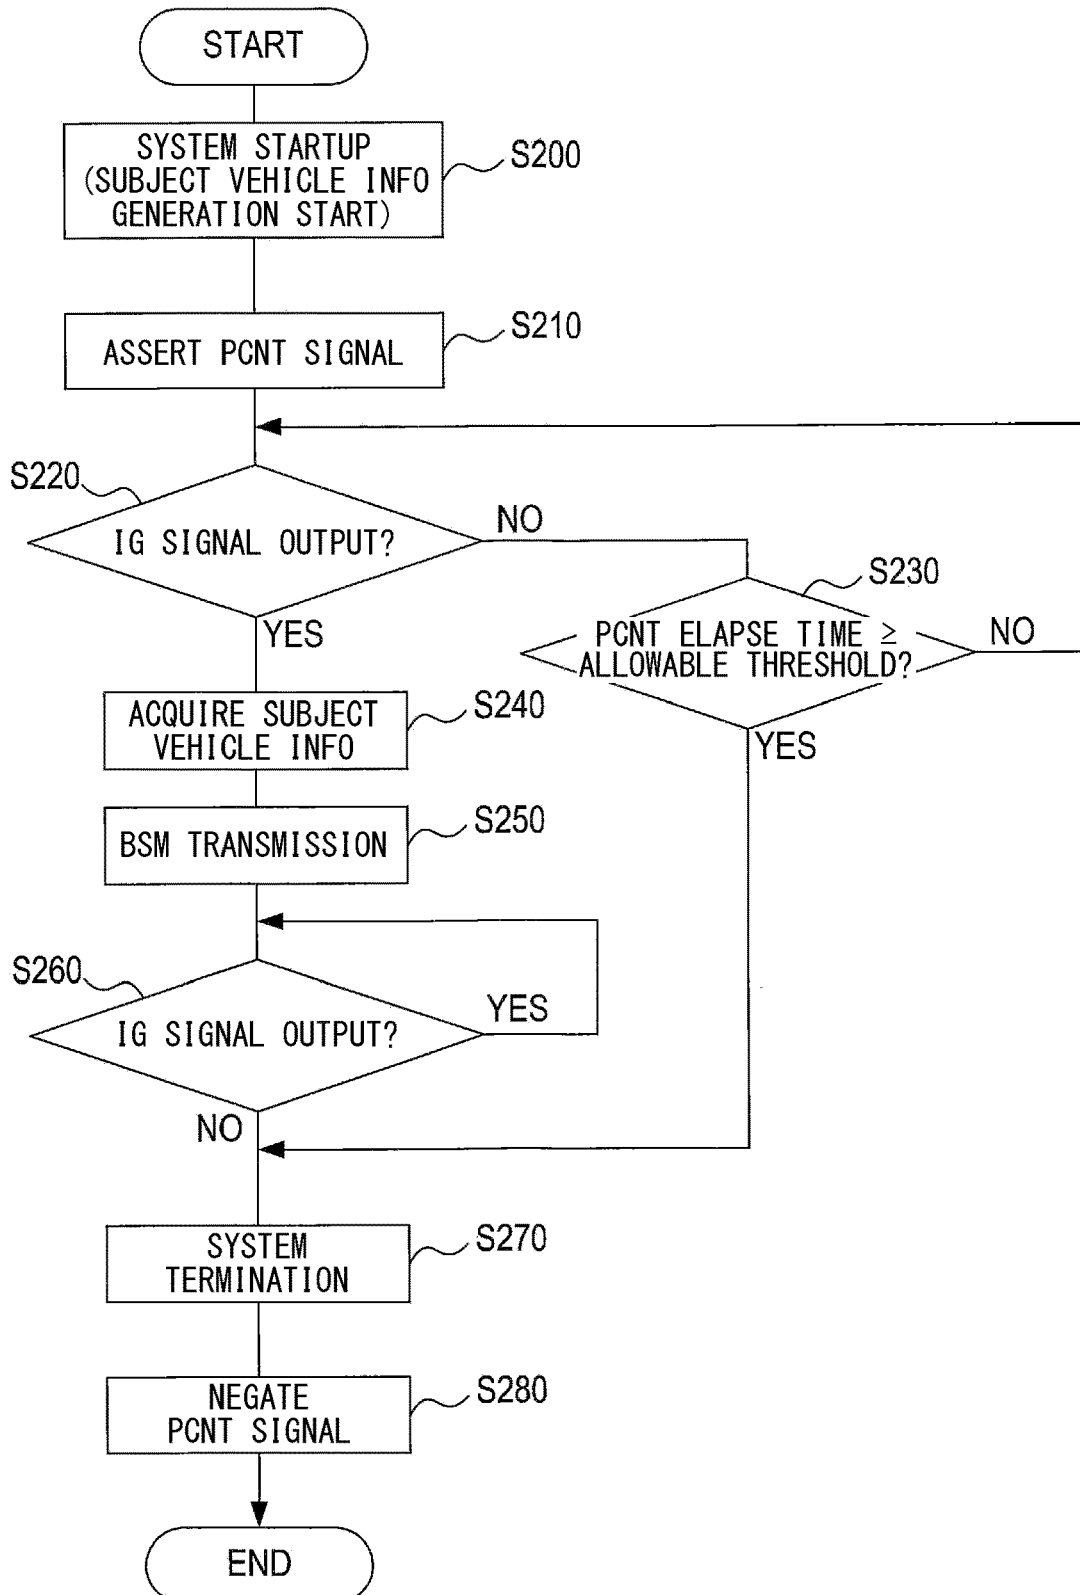 START
SYSTEM STARTUP
(SUBJECT VEHICLE INFO
GENERATION START)
S200
ASSERT PCNT SIGNAL
S210
S220
IG SIGNAL OUTPUT?
NO
YES
S230
PCNT ELAPSE TIME ≥
ALLOWABLE THRESHOLD?
NO
YES
ACQUIRE SUBJECT
VEHICLE INFO
S240
BSM TRANSMISSION
S250
S260
IG SIGNAL OUTPUT?
YES
NO
SYSTEM
TERMINATION
S270
NEGATE
PCNT SIGNAL
S280
END